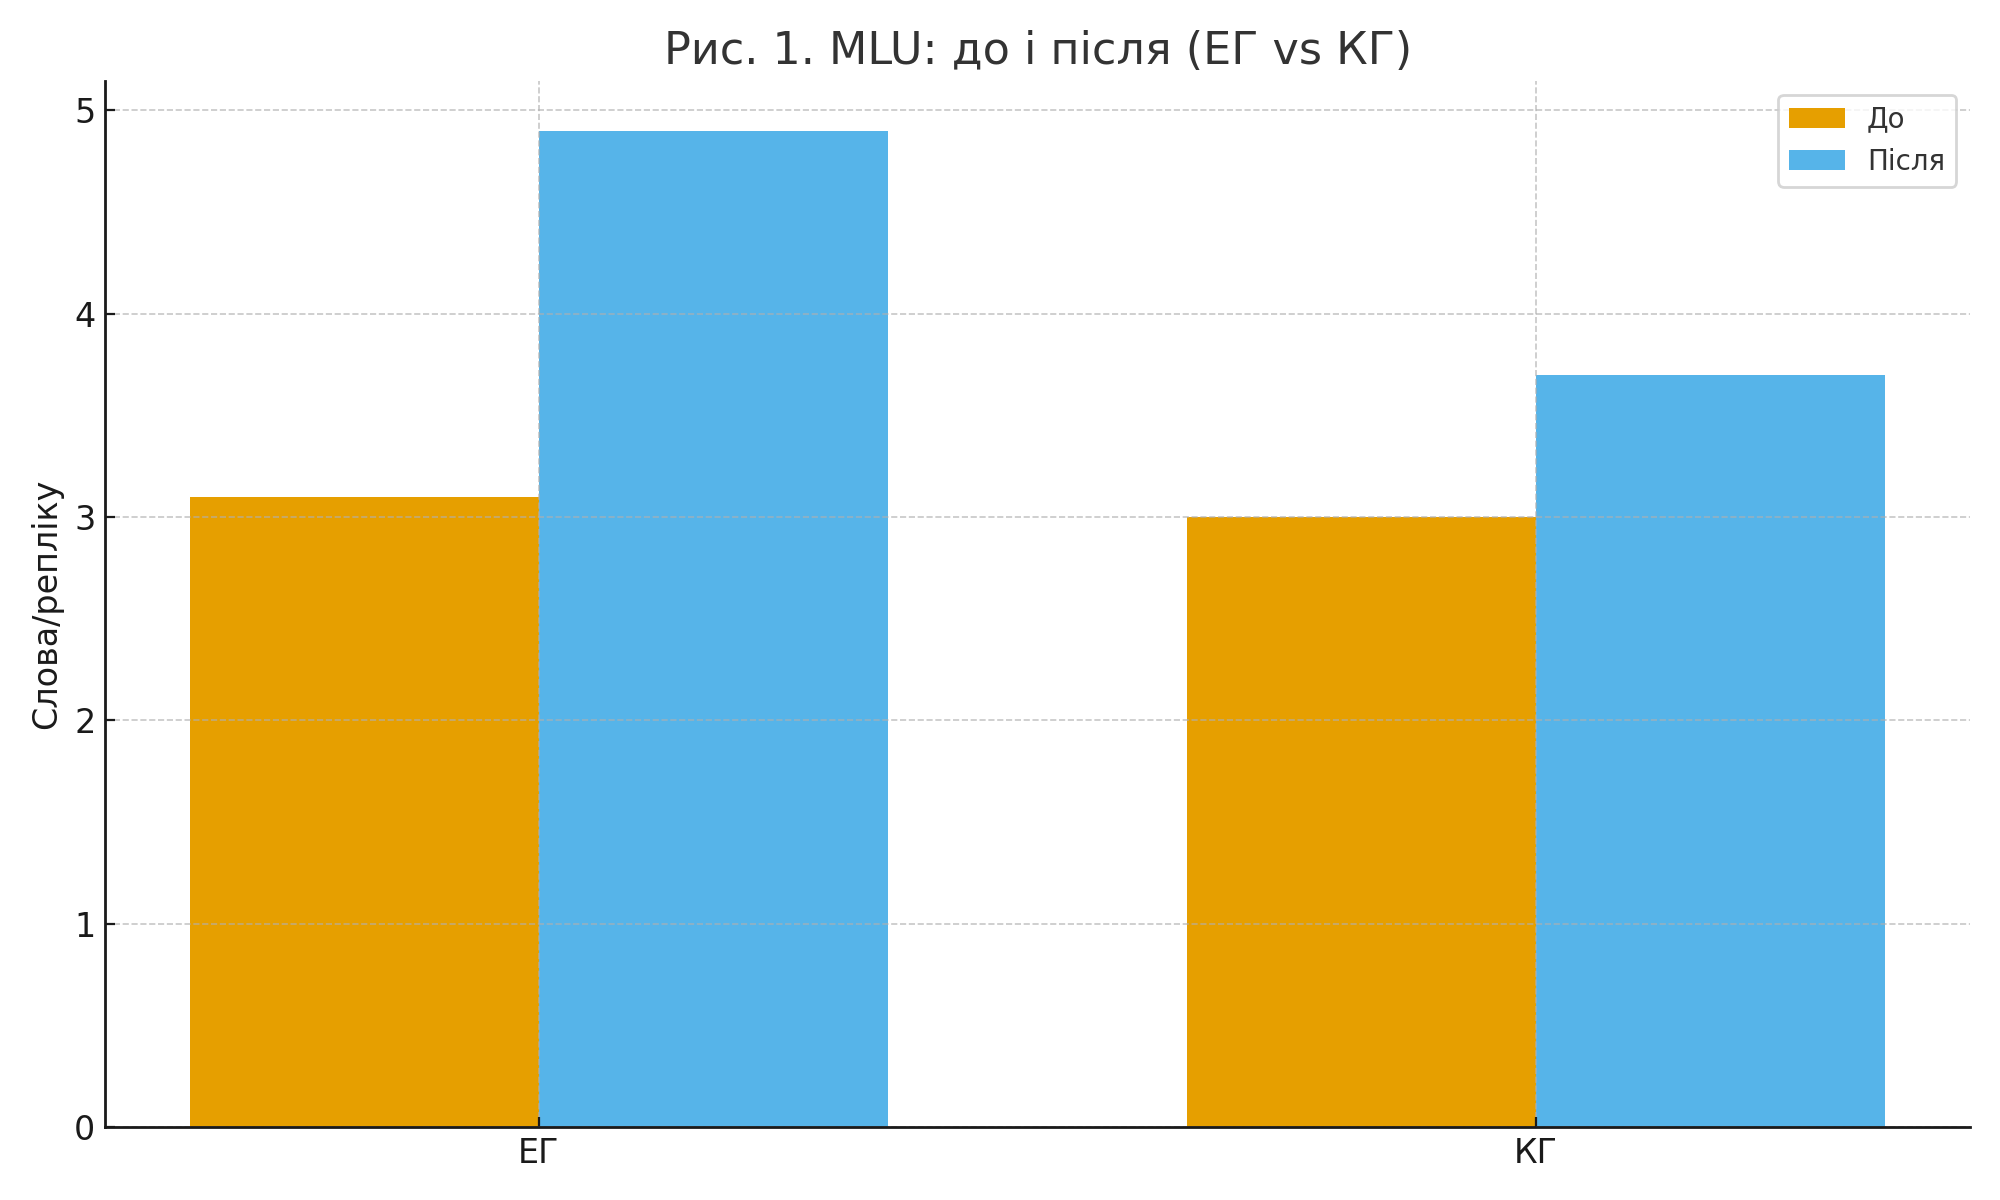 Рис. 1. MLU: до і після (ЕГ vs КГ)
До
Після
Слова/репліку
5
4
3
2
1
0
ЕГ
КГ